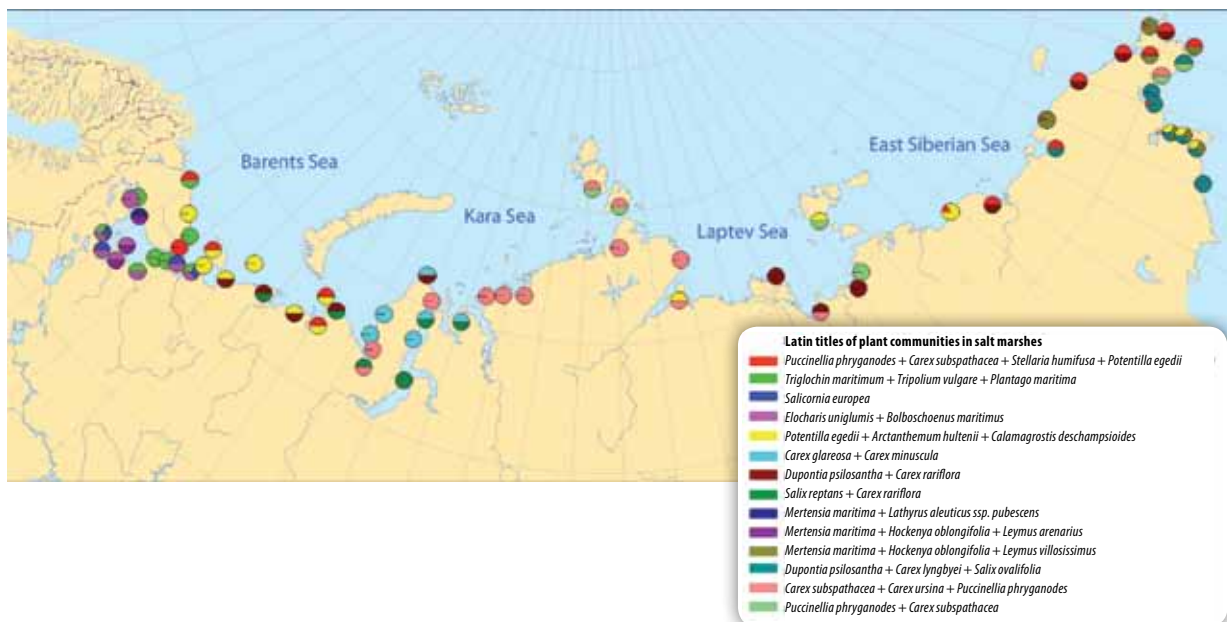 Barents Sea
Kara Sea
Laptev Sea
East Siberian Sea
Latin titles of plant communities in salt marshes
Puccinellia phryganodes + Carex subspathacea + Stellaria humifusa + Potentilla egedii
Triglochin maritimum + Tripolium vulgare + Plantago maritima
Salicornia europea
Elocharis uniglumis + Bolboschoenus maritimus
Potentilla egedii + Arctanthemum hultenii + Calamagrostis deschampsioides
Carex glareosa + Carex minuscula
Dupontia psilosantha + Carex rariflora
Salix reptans + Carex rariflora
Mertensia maritima + Lathyrus aleuticus ssp. pubescens
Mertensia maritima + Hockenya oblongifolia + Leymus arenarius
Mertensia maritima + Hockenya oblongifolia + Leymus villosissimus
Dupontia psilosantha + Carex lyngbyei + Salix ovalifolia
Carex subspathacea + Carex ursina + Puccinellia phryganodes
Puccinellia phryganodes + Carex subspathacea